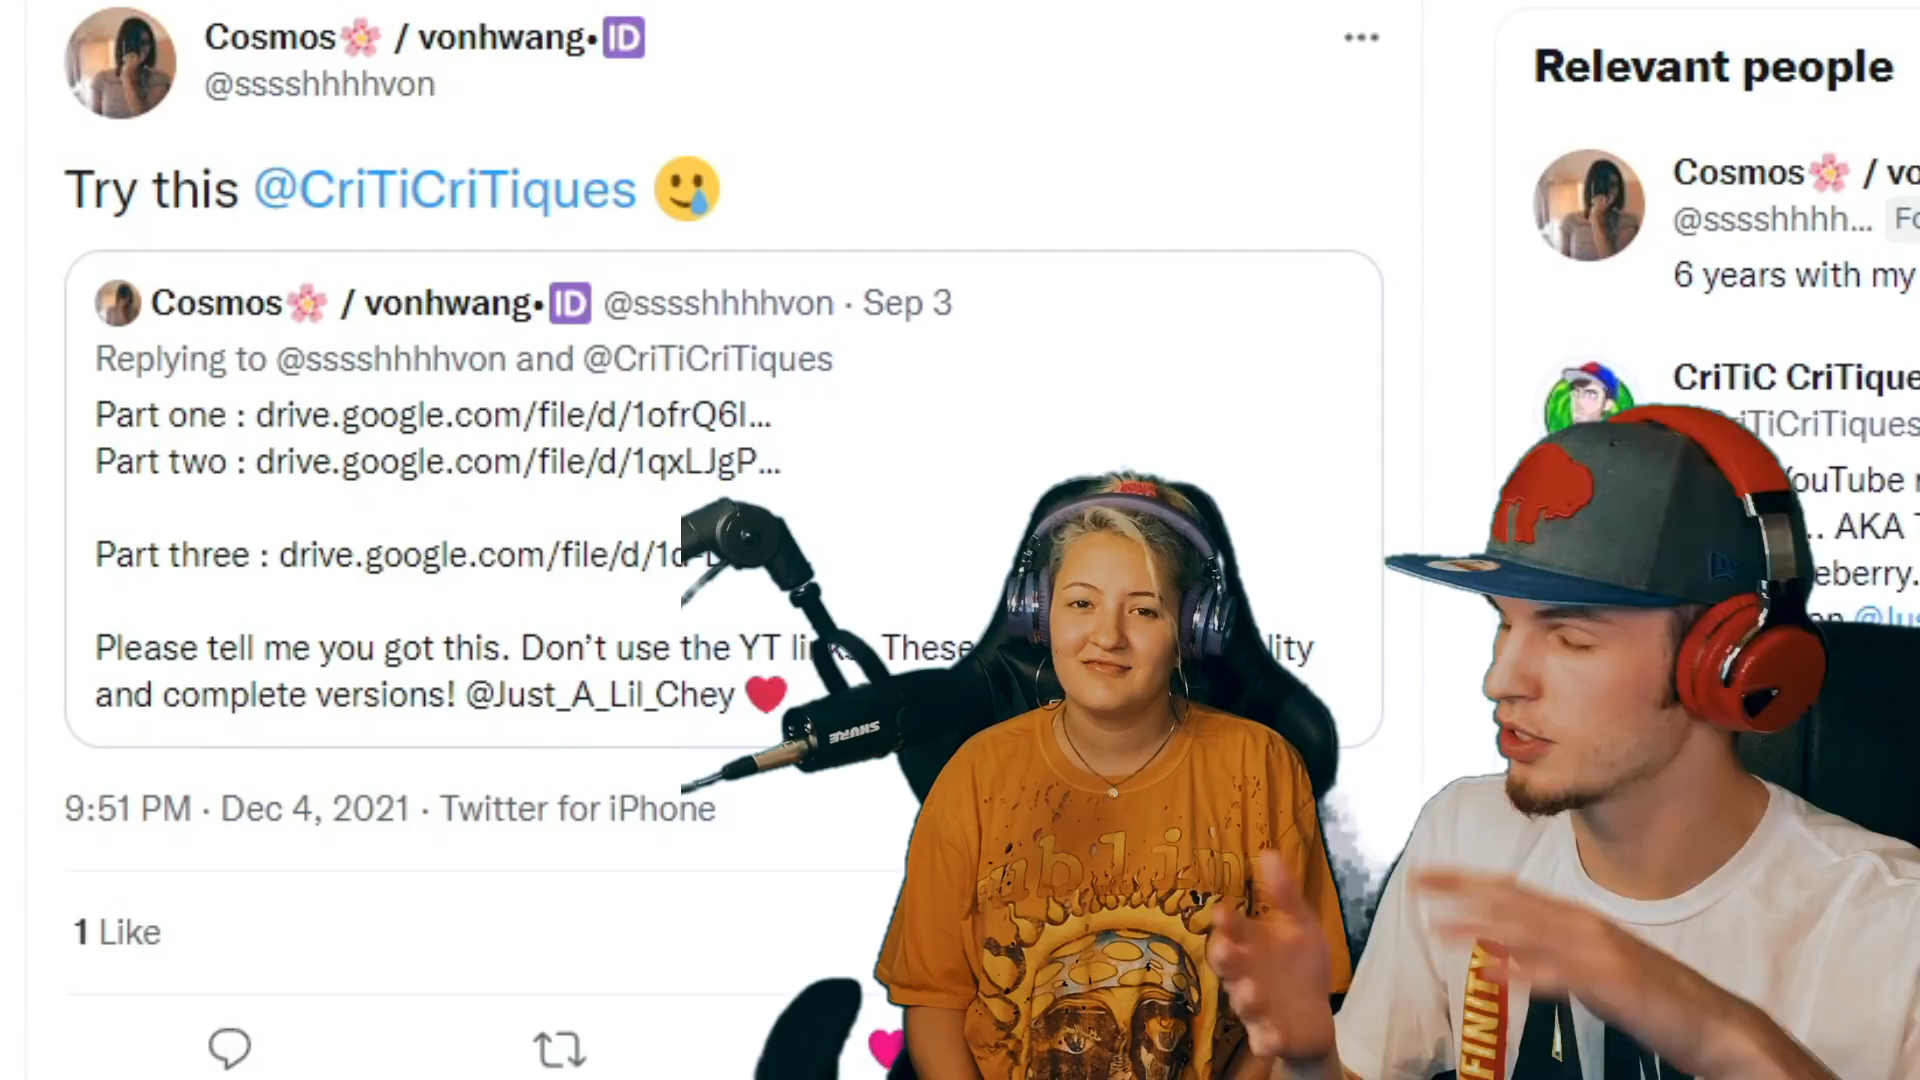 Cosmos🌸 / vonhwang•🆔
@sssshhhhvon
Try this @CriTiCriTiques 🥲
Cosmos🌸 / vonhwang•🆔 @sssshhhhvon · Sep 3
Replying to @sssshhhhvon and @CriTiCriTiques
Part one : drive.google.com/file/d/1ofrQ6I...
Part two : drive.google.com/file/d/1qxLJgP...
Part three : drive.google.com/file/d/1
Please tell me you got this. Don't use the YT These
and complete versions! @Just_A_Lil_Chey ❤️
9:51 PM · Dec 4, 2021 · Twitter for iPhone
1 Like
Relevant people
Cosmos🌸 /
@sssshhhh...
6 years with my
CriTiC CriTique
iTiCriTiques
ouTube
AKA
eberry.
SHURE
sublime
FINITY